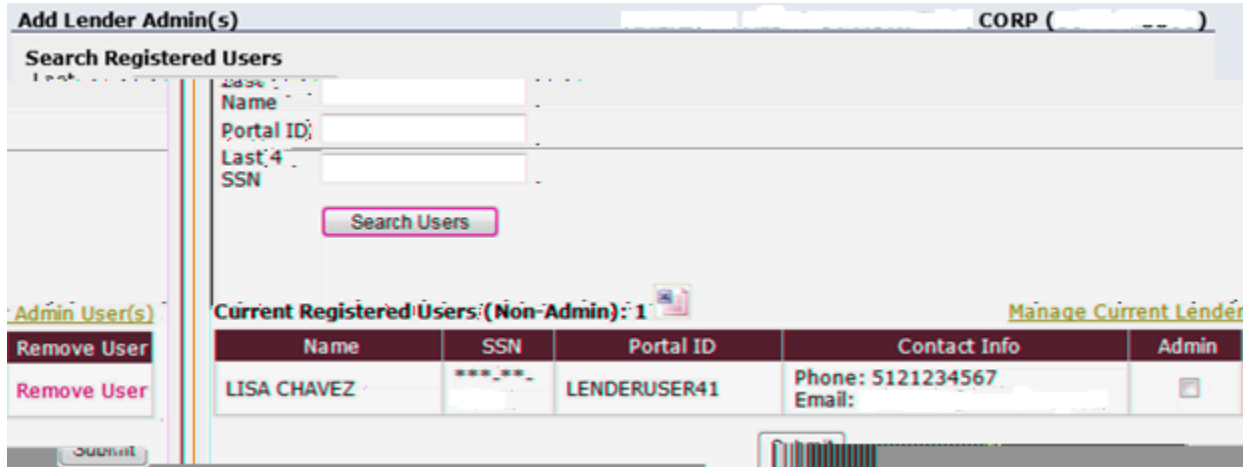 Add Lender Admin(s)
CORP (
)
Search Registered Users
Last
Name
Portal ID
Last 4
SSN
Search Users
Admin User(s)
Current Registered Users (Non-Admin): 1
Manage Current Lender
Remove User
Name SSN Portal ID Contact Info Admin
Remove User
LISA CHAVEZ ***-**- LENDERUSER41 Phone: 5121234567
Email:
Submit
Submit